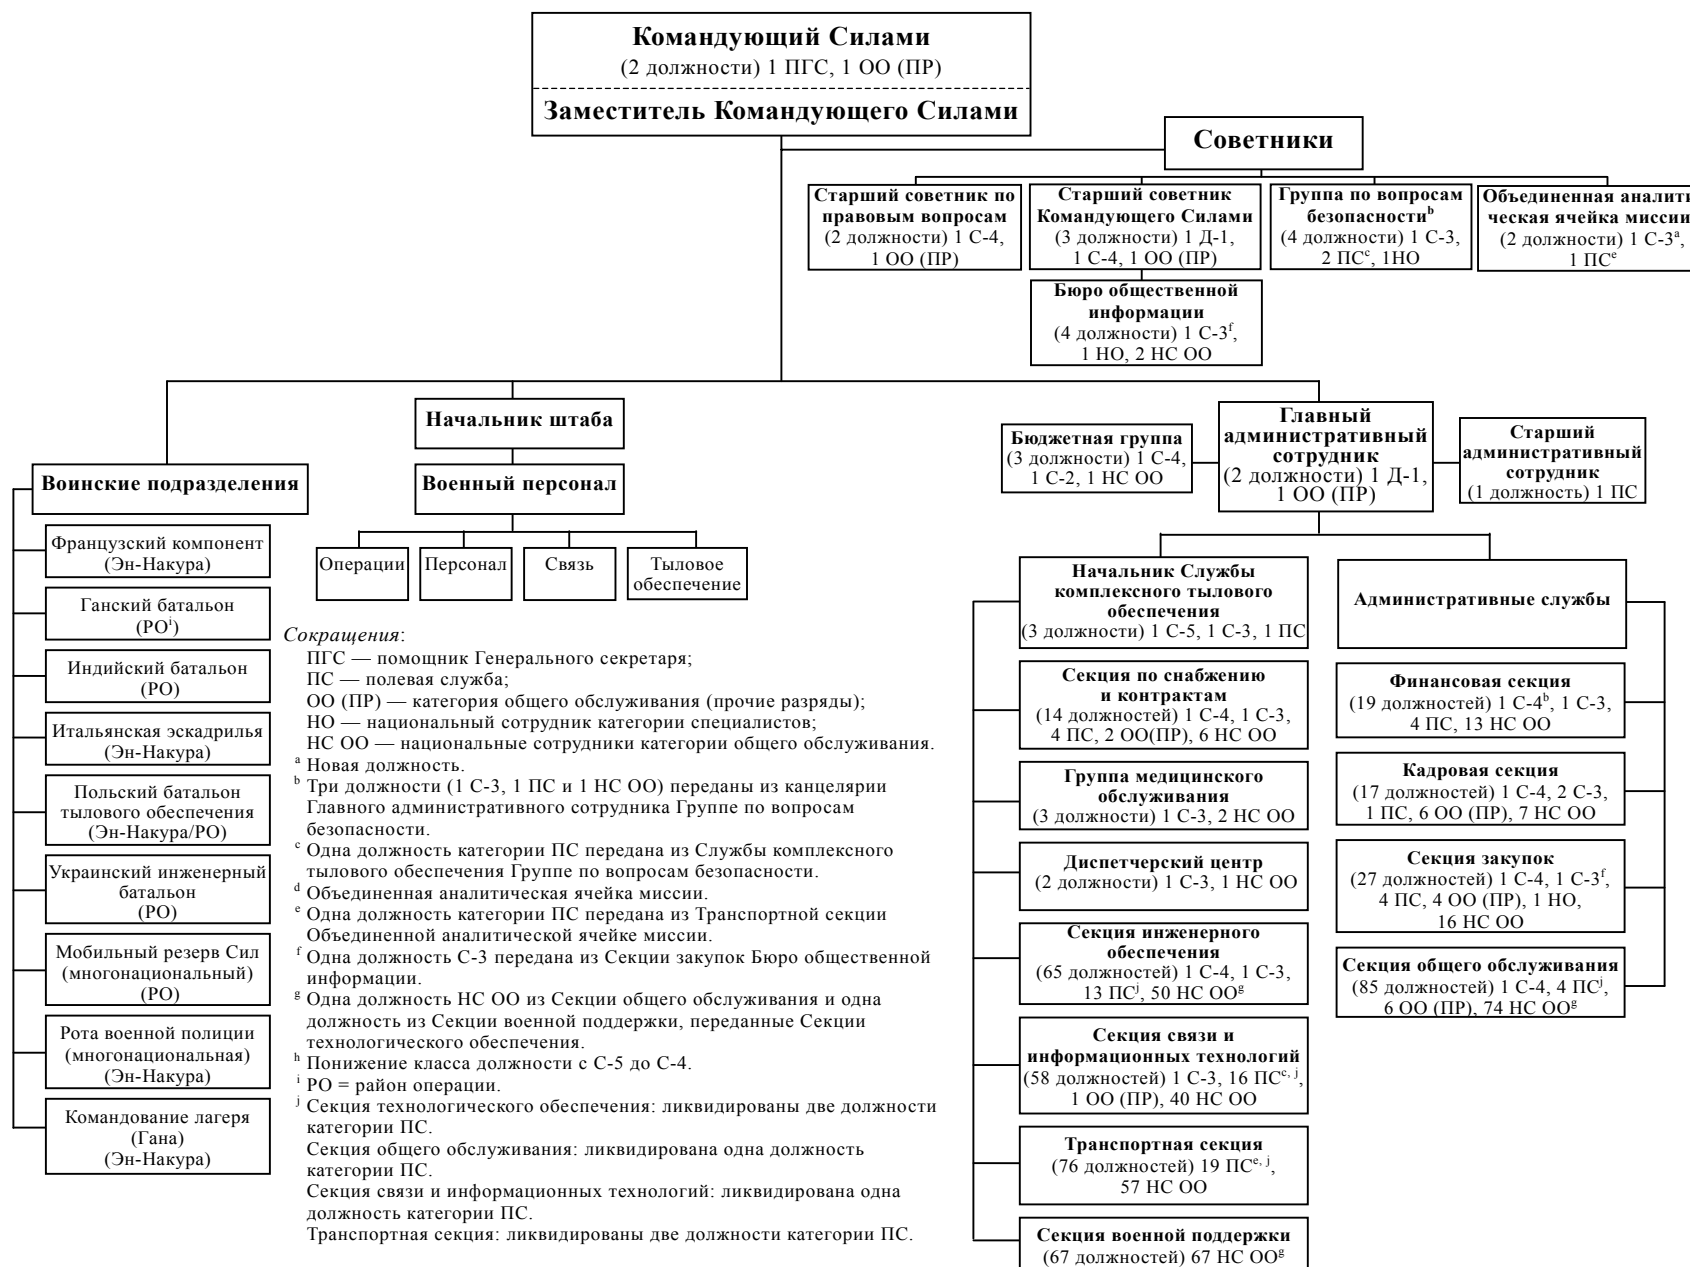 Командующий Силами
(2 должности) 1 ПГС, 1 ОО (ПР)
Заместитель Командующего Силами
Советники
Старший советник по
правовым вопросам
(2 должности) 1 С-4,
1 ОО (ПР)
Старший советник
Командующего Силами
(3 должности) 1 Д-1,
1 С-4, 1 ОО (ПР)
Группа по вопросам
безопасностиᵇ
(4 должности) 1 С-3,
2 ПСᶜ, 1НО
Объединенная аналити
ческая ячейка миссии
(2 должности) 1 С-3ᵃ,
1 ПСᵉ
Бюро общественной
информации
(4 должности) 1 С-3ᶠ,
1 НО, 2 НС ОО
Начальник штаба
Военный персонал
Операции
Персонал
Связь
Тыловое
обеспечение
Бюджетная группа
(3 должности) 1 С-4,
1 С-2, 1 НС ОО
Главный
административный
сотрудник
(2 должности) 1 Д-1,
1 ОО (ПР)
Старший
административный
сотрудник
(1 должность) 1 ПС
Воинские подразделения
Французский компонент
(Эн-Накура)
Ганский батальон
(РОⁱ)
Индийский батальон
(РО)
Итальянская эскадрилья
(Эн-Накура)
Польский батальон
тылового обеспечения
(Эн-Накура/РО)
Украинский инженерный
батальон
(РО)
Мобильный резерв Сил
(многонациональный)
(РО)
Рота военной полиции
(многонациональная)
(Эн-Накура)
Командование лагеря
(Гана)
(Эн-Накура)
Сокращения:
ПГС — помощник Генерального секретаря;
ПС — полевая служба;
ОО (ПР) — категория общего обслуживания (прочие разряды);
НО — национальный сотрудник категории специалистов;
НС ОО — национальные сотрудники категории общего обслуживания.
ᵃ Новая должность.
ᵇ Три должности (1 С-3, 1 ПС и 1 НС ОО) переданы из канцелярии
Главного административного сотрудника Группе по вопросам
безопасности.
ᶜ Одна должность категории ПС передана из Службы комплексного
тылового обеспечения Группе по вопросам безопасности.
ᵈ Объединенная аналитическая ячейка миссии.
ᵉ Одна должность категории ПС передана из Транспортной секции
Объединенной аналитической ячейке миссии.
ᶠ Одна должность С-3 передана из Секции закупок Бюро общественной
информации.
ᵍ Одна должность НС ОО из Секции общего обслуживания и одна
должность из Секции военной поддержки, переданные Секции
технологического обеспечения.
ʰ Понижение класса должности с С-5 до С-4.
ⁱ РО = район операции.
ʲ Секция технологического обеспечения: ликвидированы две должности
категории ПС.
Секция общего обслуживания: ликвидирована одна должность
категории ПС.
Секция связи и информационных технологий: ликвидирована одна
должность категории ПС.
Транспортная секция: ликвидированы две должности категории ПС.
Начальник Службы
комплексного тылового
обеспечения
(3 должности) 1 С-5, 1 С-3, 1 ПС
Секция по снабжению
и контрактам
(14 должностей) 1 С-4, 1 С-3,
4 ПС, 2 ОО(ПР), 6 НС ОО
Группа медицинского
обслуживания
(3 должности) 1 С-3, 2 НС ОО
Диспетчерский центр
(2 должности) 1 С-3, 1 НС ОО
Секция инженерного
обеспечения
(65 должностей) 1 С-4, 1 С-3,
13 ПСʲ, 50 НС ООᵍ
Секция связи и
информационных технологий
(58 должностей) 1 С-3, 16 ПСᶜ, ʲ,
1 ОО (ПР), 40 НС ОО
Транспортная секция
(76 должностей) 19 ПСᵉ, ʲ,
57 НС ОО
Секция военной поддержки
(67 должностей) 67 НС ООᵍ
Административные службы
Финансовая секция
(19 должностей) 1 С-4ᵇ, 1 С-3,
4 ПС, 13 НС ОО
Кадровая секция
(17 должностей) 1 С-4, 2 С-3,
1 ПС, 6 ОО (ПР), 7 НС ОО
Секция закупок
(27 должностей) 1 С-4, 1 С-3ᶠ,
4 ПС, 4 ОО (ПР), 1 НО,
16 НС ОО
Секция общего обслуживания
(85 должностей) 1 С-4, 4 ПСʲ,
6 ОО (ПР), 74 НС ООᵍ